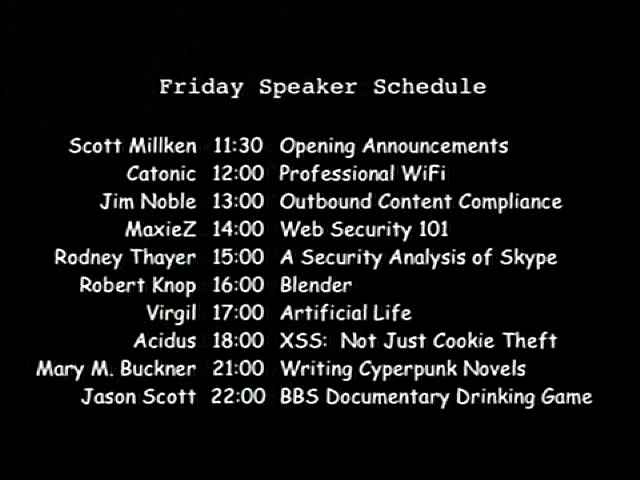 Friday Speaker Schedule
Scott Millken 11:30 Opening Announcements
Catonic 12:00 Professional WiFi
Jim Noble 13:00 Outbound Content Compliance
MaxieZ 14:00 Web Security 101
Rodney Thayer 15:00 A Security Analysis of Skype
Robert Knop 16:00 Blender
Virgil 17:00 Artificial Life
Acidus 18:00 XSS: Not Just Cookie Theft
Mary M. Buckner 21:00 Writing Cyperpunk Novels
Jason Scott 22:00 BBS Documentary Drinking Game